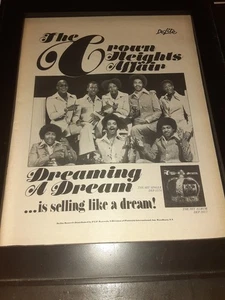 De-Lite
The
Crown
Heights
Affair
Dreaming
A Dream
...is selling like a dream!